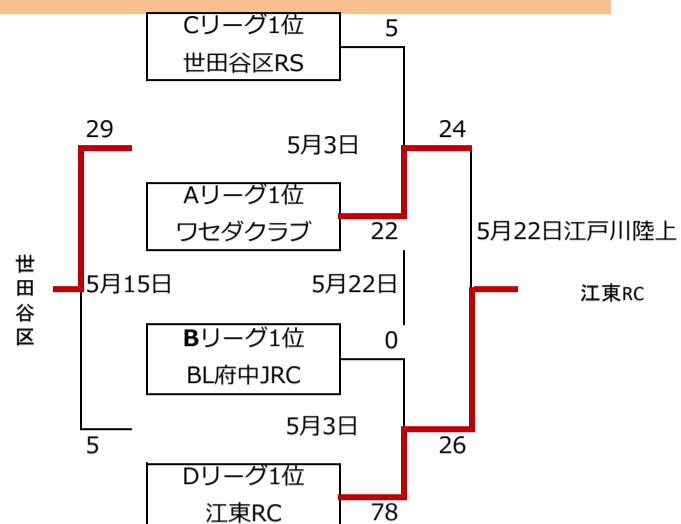 Cリーグ1位
世田谷区RS
5
29
5月3日
24
Aリーグ1位
ワセダクラブ
22
5月22日江戸川陸上
世田谷区
5月15日
5月22日
江東RC
Bリーグ1位
BL府中JRC
0
5月3日
5
26
Dリーグ1位
江東RC
78